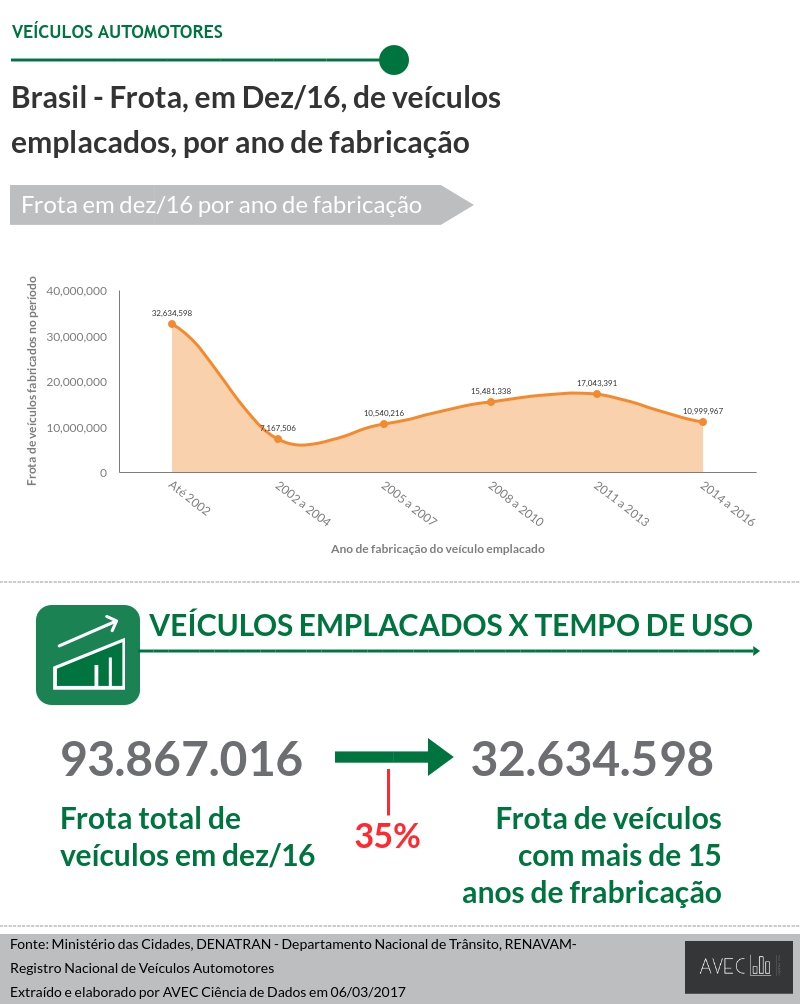 VEÍCULOS AUTOMOTORES
Brasil - Frota, em Dez/16, de veículos
emplacados, por ano de fabricação
Frota em dez/16 por ano de fabricação
Frota de veículos fabricados no período
40,000,000
30,000,000
20,000,000
10,000,000
0
32,634,598
7,167,506
10,540,216
15,481,338
17,043,391
10,999,967
Até 2002
2002 a 2004
2005 a 2007
2008 a 2010
2011 a 2013
2014 a 2016
Ano de fabricação do veículo emplacado
VEÍCULOS EMPLACADOS X TEMPO DE USO
93.867.016
32.634.598
35%
Frota total de
veículos em dez/16
Frota de veículos
com mais de 15
anos de frabricação
Fonte: Ministério das Cidades, DENATRAN - Departamento Nacional de Trânsito, RENAVAM-
Registro Nacional de Veículos Automotores
Extraído e elaborado por AVEC Ciência de Dados em 06/03/2017
AVEC